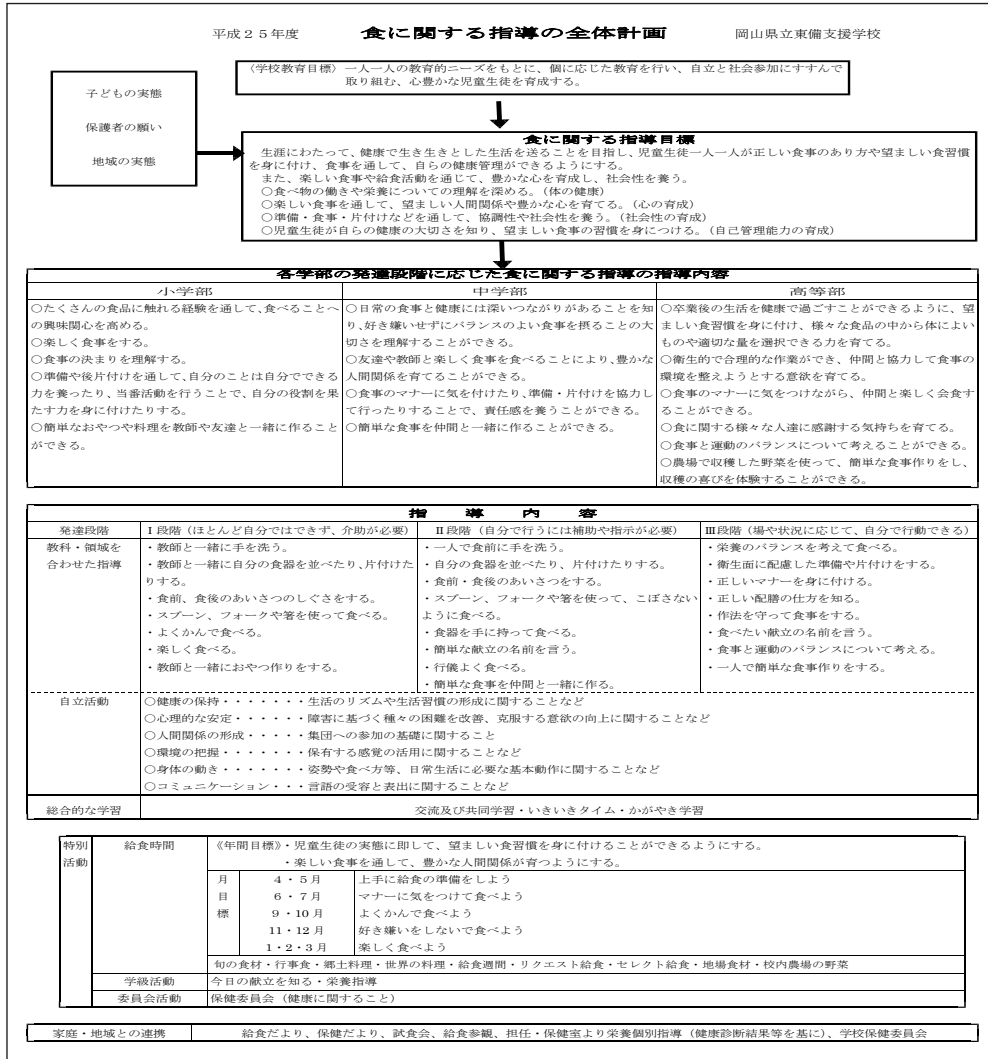 平成２５年度　食に関する指導の全体計画　岡山県立東備支援学校
〈学校教育目標〉一人一人の教育的ニーズをもとに、個に応じた教育を行い、自立と社会参加にすすんで
取り組む、心豊かな児童生徒を育成する。
子どもの実態
保護者の願い
地域の実態
食に関する指導目標
生涯にわたって、健康で生き生きとした生活を送ることを目指し、児童生徒一人一人が正しい食事のあり方や望ましい食習慣
を身に付け、食事を通して、自らの健康管理ができるようにする。
また、楽しい食事や給食活動を通じて、豊かな心を育成し、社会性を養う。
○食べ物の働きや栄養についての理解を深める。（体の健康）
○楽しい食事を通して、望ましい人間関係や豊かな心を育てる。（心の育成）
○準備・食事・片付けなどを通して、協調性や社会性を養う。（社会性の育成）
○児童生徒が自らの健康の大切さを知り、望ましい食事の習慣を身につける。（自己管理能力の育成）
各学部の発達段階に応じた食に関する指導の指導内容
小学部
○たくさんの食品に触れる経験を通して、食べることへ
の興味関心を高める。
○楽しく食事をする。
○食事の決まりを理解する。
○準備や後片付けを通して、自分のことは自分でできる
力を養ったり、当番活動を行うことで、自分の役割を果
たす力を身に付けたりする。
○簡単なおやつや料理を教師や友達と一緒に作ること
ができる。
中学部
○日常の食事と健康には深いつながりがあることを知
り、好き嫌いせずにバランスのよい食事を摂ることの大
切さを理解することができる。
○友達や教師と楽しく食事を食べることにより、豊かな
人間関係を育てることができる。
○食事のマナーに気を付けたり、準備・片付けを協力し
て行ったりすることで、責任感を養うことができる。
○簡単な食事を仲間と一緒に作ることができる。
高等部
○卒業後の生活を健康で過ごすことができるように、望
ましい食習慣を身に付け、様々な食品の中から体によい
ものや適切な量を選択できる力を育てる。
○衛生的で合理的な作業ができ、仲間と協力して食事の
環境を整えようとする意欲を育てる。
○食事のマナーに気をつけながら、仲間と楽しく会食す
ることができる。
○食に関する様々な人達に感謝する気持ちを育てる。
○食事と運動のバランスについて考えることができる。
○農場で収穫した野菜を使って、簡単な食事作りをし、
収穫の喜びを体験することができる。
指　導　内　容
発達段階
Ⅰ段階（ほとんど自分ではできず、介助が必要）
Ⅱ段階（自分で行うには補助や指示が必要）
Ⅲ段階（場や状況に応じて、自分で行動できる）
教科・領域を
合わせた指導
・教師と一緒に手を洗う。
・教師と一緒に自分の食器を並べたり、片付けた
りする。
・食前、食後のあいさつのしぐさをする。
・スプーン、フォークや箸を使って食べる。
・よくかんで食べる。
・楽しく食べる。
・教師と一緒におやつ作りをする。
・一人で食前に手を洗う。
・自分の食器を並べたり、片付けたりする。
・食前・食後のあいさつをする。
・スプーン、フォークや箸を使って、こぼさない
ように食べる。
・食器を手に持って食べる。
・簡単な献立の名前を言う。
・行儀よく食べる。
・簡単な食事を仲間と一緒に作る。
・栄養のバランスを考えて食べる。
・衛生面に配慮した準備や片付けをする。
・正しいマナーを身に付ける。
・正しい配膳の仕方を知る。
・作法を守って食事をする。
・食べたい献立の名前を言う。
・食事と運動のバランスについて考える。
・一人で簡単な食事作りをする。
自立活動
○健康の保持・・・・・・・生活のリズムや生活習慣の形成に関することなど
○心理的な安定・・・・・・障害に基づく種々の困難を改善、克服する意欲の向上に関することなど
○人間関係の形成・・・・・集団への参加の基礎に関すること
○環境の把握・・・・・・・保有する感覚の活用に関することなど
○身体の動き・・・・・・・姿勢や食べ方等、日常生活に必要な基本動作に関することなど
○コミュニケーション・・・言語の受容と表出に関することなど
総合的な学習　交流及び共同学習・いきいきタイム・かがやき学習
特別
活動
給食時間
《年間目標》・児童生徒の実態に即して、望ましい食習慣を身に付けることができるようにする。
・楽しい食事を通して、豊かな人間関係が育つようにする。
月
目
標
４・５月　上手に給食の準備をしよう
６・７月　マナーに気をつけて食べよう
９・10月　よくかんで食べよう
11・12月　好き嫌いをしないで食べよう
１・２・３月　楽しく食べよう
旬の食材・行事食・郷土料理・世界の料理・給食週間・リクエスト給食・セレクト給食・地場食材・校内農場の野菜
学級活動　今日の献立を知る・栄養指導
委員会活動　保健委員会（健康に関すること）
家庭・地域との連携　給食だより、保健だより、試食会、給食参観、担任・保健室より栄養個別指導（健康診断結果等を基に）、学校保健委員会